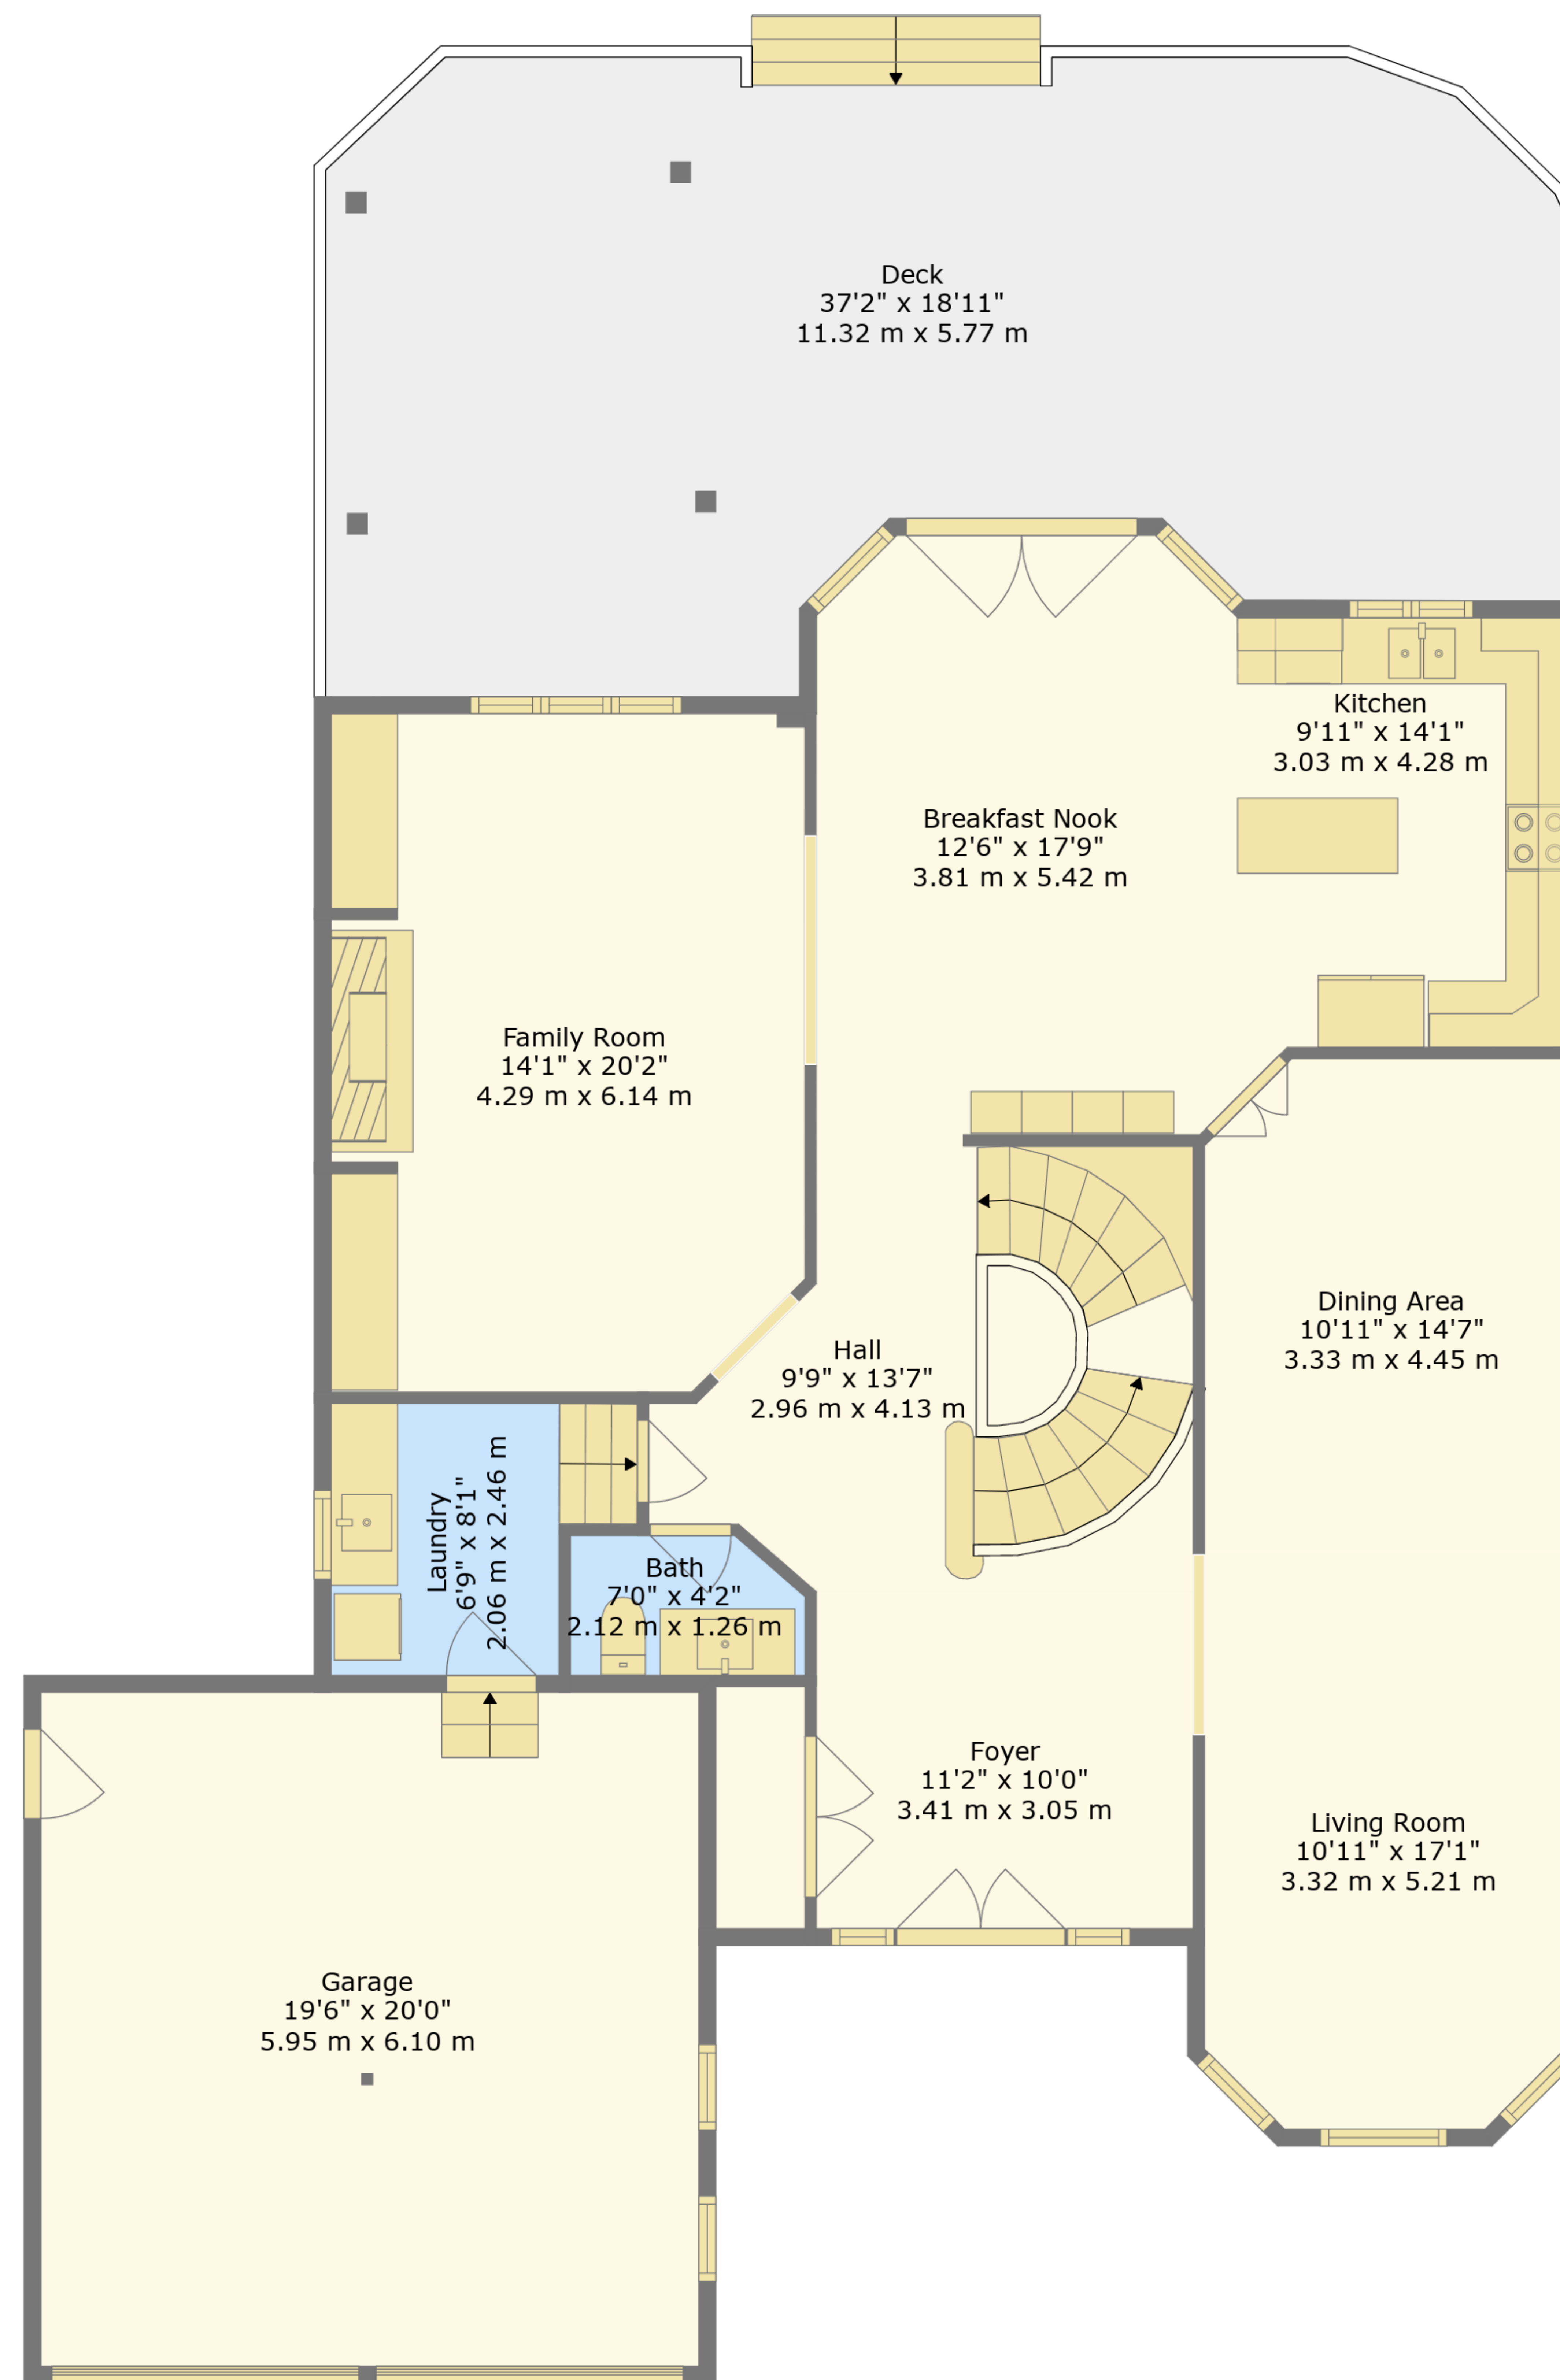 Deck
37'2" x 18'11"
11.32 m x 5.77 m
Kitchen
9'11" x 14'1"
3.03 m x 4.28 m
Breakfast Nook
12'6" x 17'9"
3.81 m x 5.42 m
Family Room
14'1" x 20'2"
4.29 m x 6.14 m
Dining Area
10'11" x 14'7"
3.33 m x 4.45 m
Hall
9'9" x 13'7"
2.96 m x 4.13 m
Laundry
6'9" x 8'1"
2.06 m x 2.46 m
Bath
7'0" x 4'2"
2.12 m x 1.26 m
Foyer
11'2" x 10'0"
3.41 m x 3.05 m
Living Room
10'11" x 17'1"
3.32 m x 5.21 m
Garage
19'6" x 20'0"
5.95 m x 6.10 m